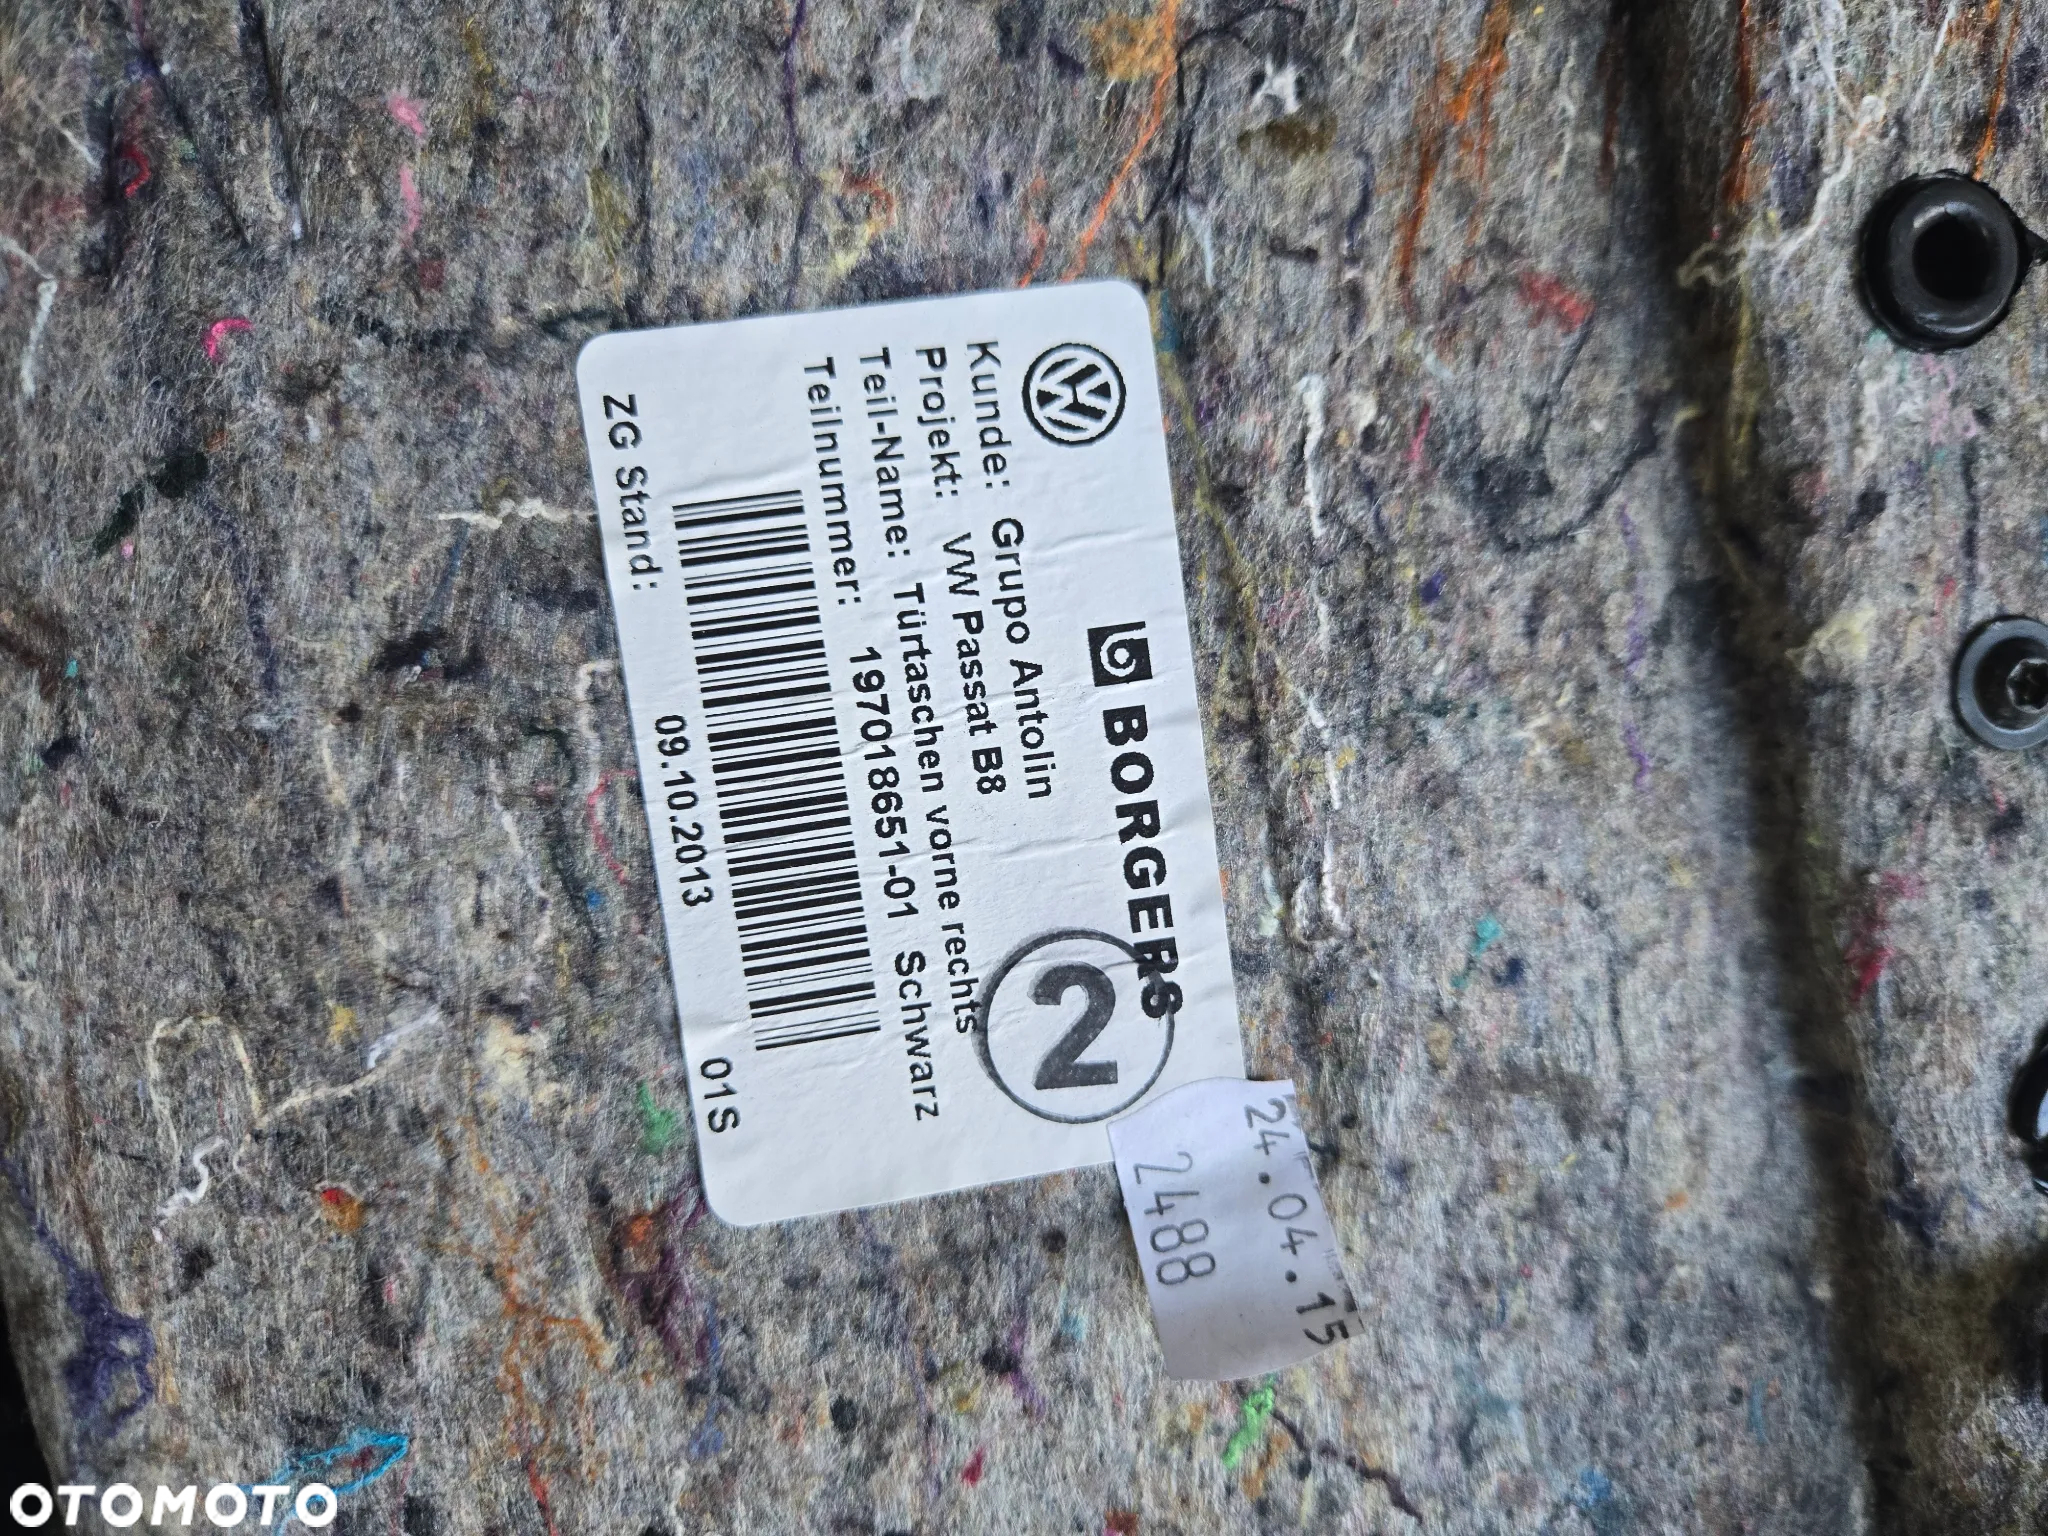 BORGERS
Kunde: Grupo Antolin
Projekt: VW Passat B8
Teil-Name: Türtaschen vorne rechts
Teilnummer: 197018651-01 Schwarz
ZG Stand: 09.10.2013 01S
2
24.04.15
2488
OTOMOTO